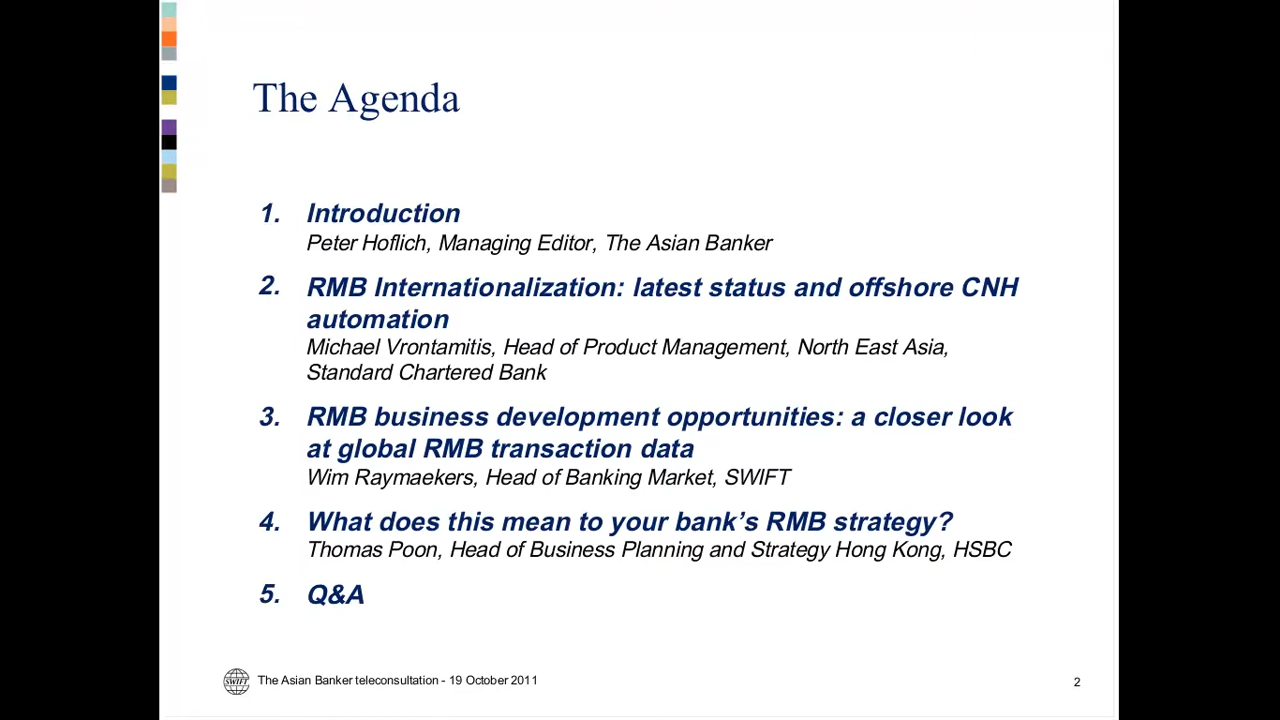 The Agenda
1. Introduction
Peter Hoflich, Managing Editor, The Asian Banker
2. RMB Internationalization: latest status and offshore CNH
automation
Michael Vrontamitis, Head of Product Management, North East Asia,
Standard Chartered Bank
3. RMB business development opportunities: a closer look
at global RMB transaction data
Wim Raymaekers, Head of Banking Market, SWIFT
4. What does this mean to your bank’s RMB strategy?
Thomas Poon, Head of Business Planning and Strategy Hong Kong, HSBC
5. Q&A
SWIFT The Asian Banker teleconsultation - 19 October 2011 2